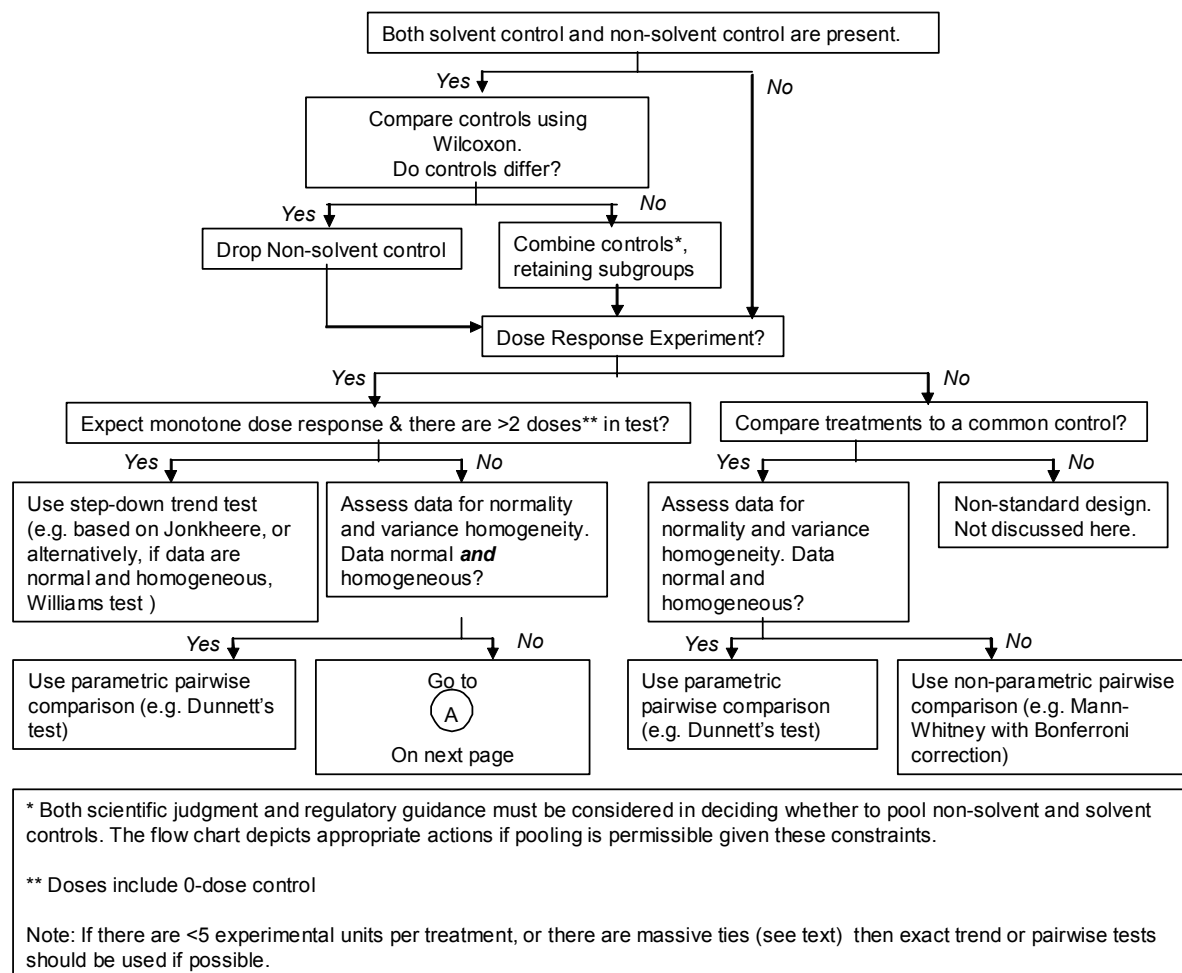 Both solvent control and non-solvent control are present.
Yes
No
Compare controls using
Wilcoxon.
Do controls differ?
Yes
No
Drop Non-solvent control
Combine controls*,
retaining subgroups
Dose Response Experiment?
Yes
No
Expect monotone dose response & there are >2 doses** in test?
Compare treatments to a common control?
Yes
No
Yes
No
Use step-down trend test
(e.g. based on Jonkheere, or
alternatively, if data are
normal and homogeneous,
Williams test )
Assess data for normality
and variance homogeneity.
Data normal and
homogeneous?
Assess data for
normality and variance
homogeneity. Data
normal and
homogeneous?
Non-standard design.
Not discussed here.
Yes
No
Yes
No
Use parametric pairwise
comparison (e.g. Dunnett's
test)
Go to
A
On next page
Use parametric
pairwise comparison
(e.g. Dunnett's test)
Use non-parametric pairwise
comparison (e.g. Mann-
Whitney with Bonferroni
correction)
* Both scientific judgment and regulatory guidance must be considered in deciding whether to pool non-solvent and solvent
controls. The flow chart depicts appropriate actions if pooling is permissible given these constraints.
** Doses include 0-dose control
Note: If there are <5 experimental units per treatment, or there are massive ties (see text) then exact trend or pairwise tests
should be used if possible.